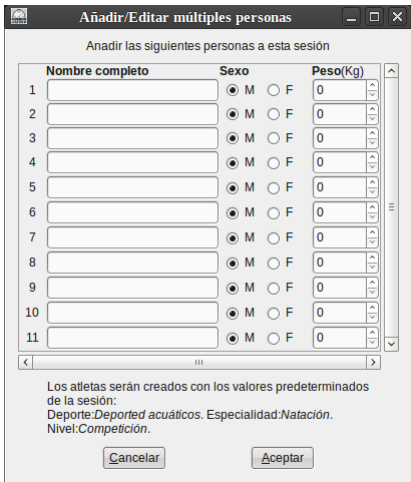 Añadir/Editar múltiples personas
Anadir las siguientes personas a esta sesión
Nombre completo Sexo Peso(Kg)
1 M F 0
2 M F 0
3 M F 0
4 M F 0
5 M F 0
6 M F 0
7 M F 0
8 M F 0
9 M F 0
10 M F 0
11 M F 0
Los atletas serán creados con los valores predeterminados
de la sesión:
Deporte:Deported acuáticos. Especialidad:Natación.
Nivel:Competición.
Cancelar Aceptar